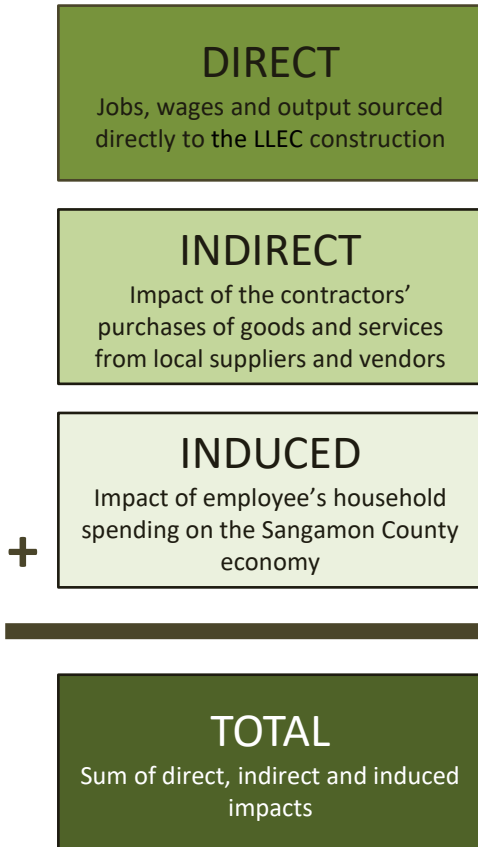 DIRECT
Jobs, wages and output sourced
directly to the LLEC construction
INDIRECT
Impact of the contractors’
purchases of goods and services
from local suppliers and vendors
INDUCED
Impact of employee’s household
spending on the Sangamon County
economy
+
TOTAL
Sum of direct, indirect and induced
impacts